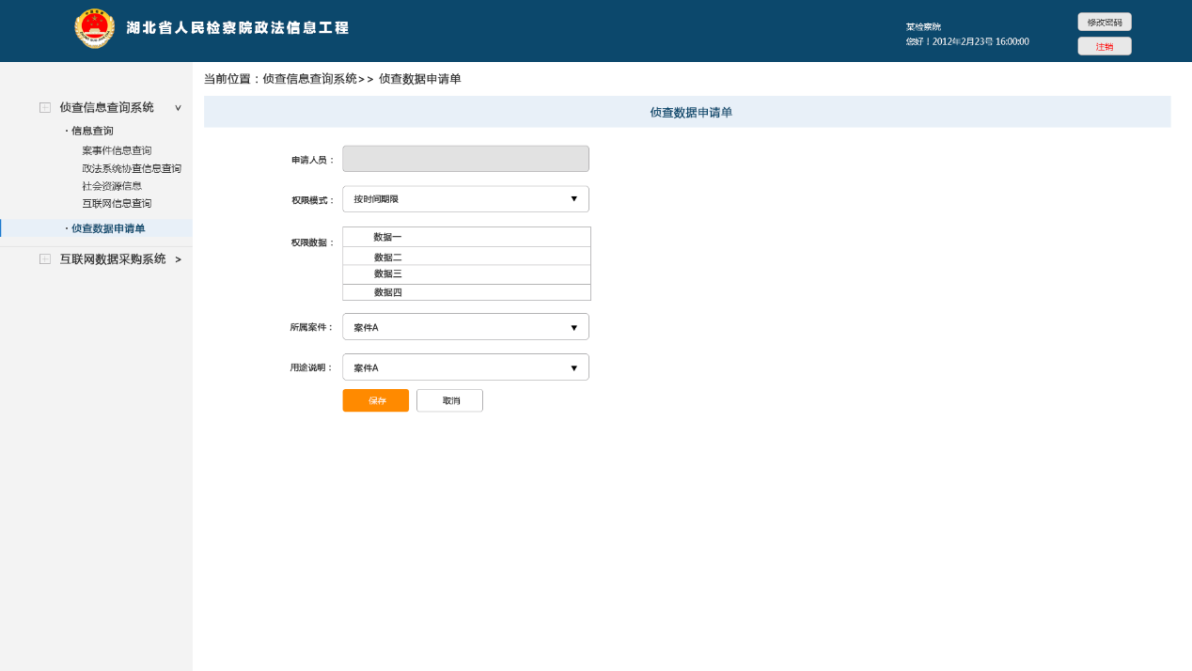 湖北省人民检察院政法信息工程
某检察院
您好！2012年2月23号 16:00:00
修改密码
注销
当前位置：侦查信息查询系统>> 侦查数据申请单
侦查信息查询系统 ∨
·信息查询
案事件信息查询
政法系统协查信息查询
社会资源信息
互联网信息查询
·侦查数据申请单
互联网数据采购系统 >
侦查数据申请单
申请人员：
权限模式： 按时间期限 ▼
权限数据： 数据一
数据二
数据三
数据四
所属案件： 案件A ▼
用途说明： 案件A ▼
保存 取消